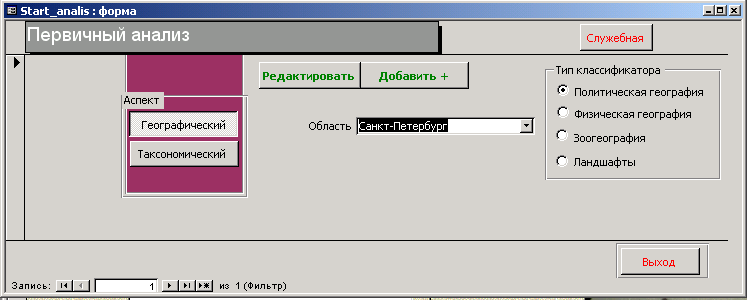 Start_analis : форма
Первичный анализ
Служебная
Редактировать
Добавить +
Тип классификатора
Политическая география
Физическая география
Зоогеография
Ландшафты
Аспект
Географический
Таксономический
Область
Санкт-Петербург
Выход
Запись: 1 из 1 (Фильтр)